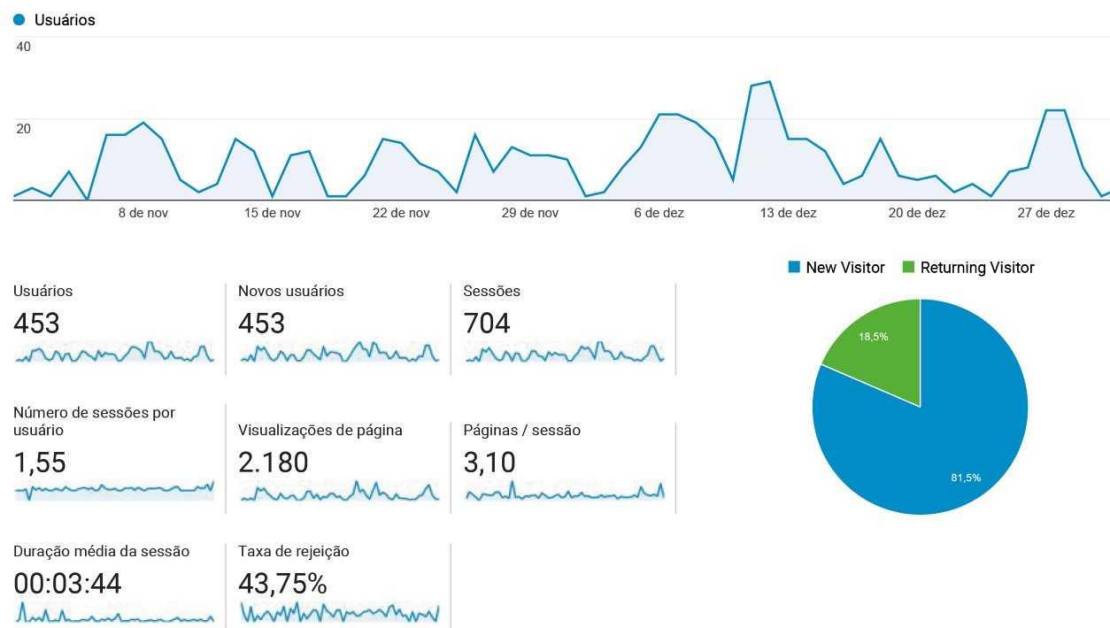 Usuários
40
20
8 de nov
15 de nov
22 de nov
29 de nov
6 de dez
13 de dez
20 de dez
27 de dez
New Visitor
Returning Visitor
Usuários
453
Novos usuários
453
Sessões
704
Número de sessões por
usuário
1,55
Visualizações de página
2.180
Páginas / sessão
3,10
Duração média da sessão
00:03:44
Taxa de rejeição
43,75%
18,5%
81,5%